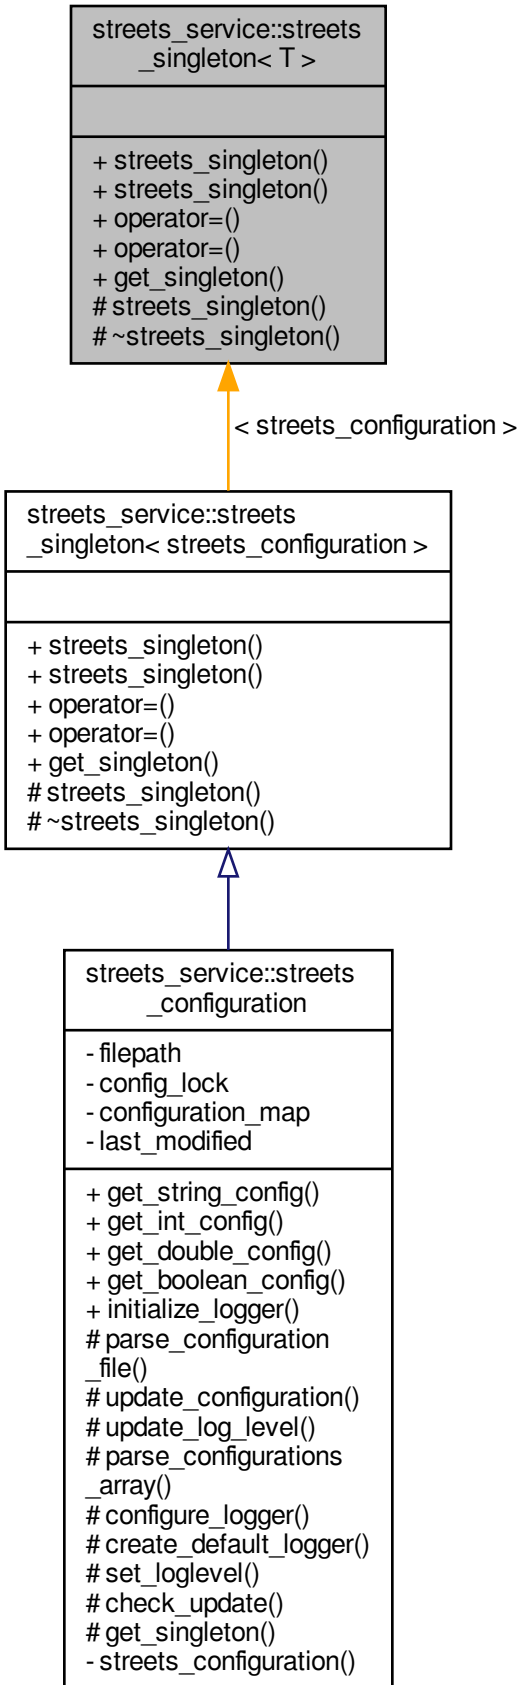 streets_service::streets
_singleton< T >
+ streets_singleton()
+ streets_singleton()
+ operator=()
+ operator=()
+ get_singleton()
# streets_singleton()
# ~streets_singleton()
< streets_configuration >
streets_service::streets
_singleton< streets_configuration >
+ streets_singleton()
+ streets_singleton()
+ operator=()
+ operator=()
+ get_singleton()
# streets_singleton()
# ~streets_singleton()
streets_service::streets
_configuration
- filepath
- config_lock
- configuration_map
- last_modified
+ get_string_config()
+ get_int_config()
+ get_double_config()
+ get_boolean_config()
+ initialize_logger()
# parse_configuration
_file()
# update_configuration()
# update_log_level()
# parse_configurations
_array()
# configure_logger()
# create_default_logger()
# set_loglevel()
# check_update()
# get_singleton()
- streets_configuration()